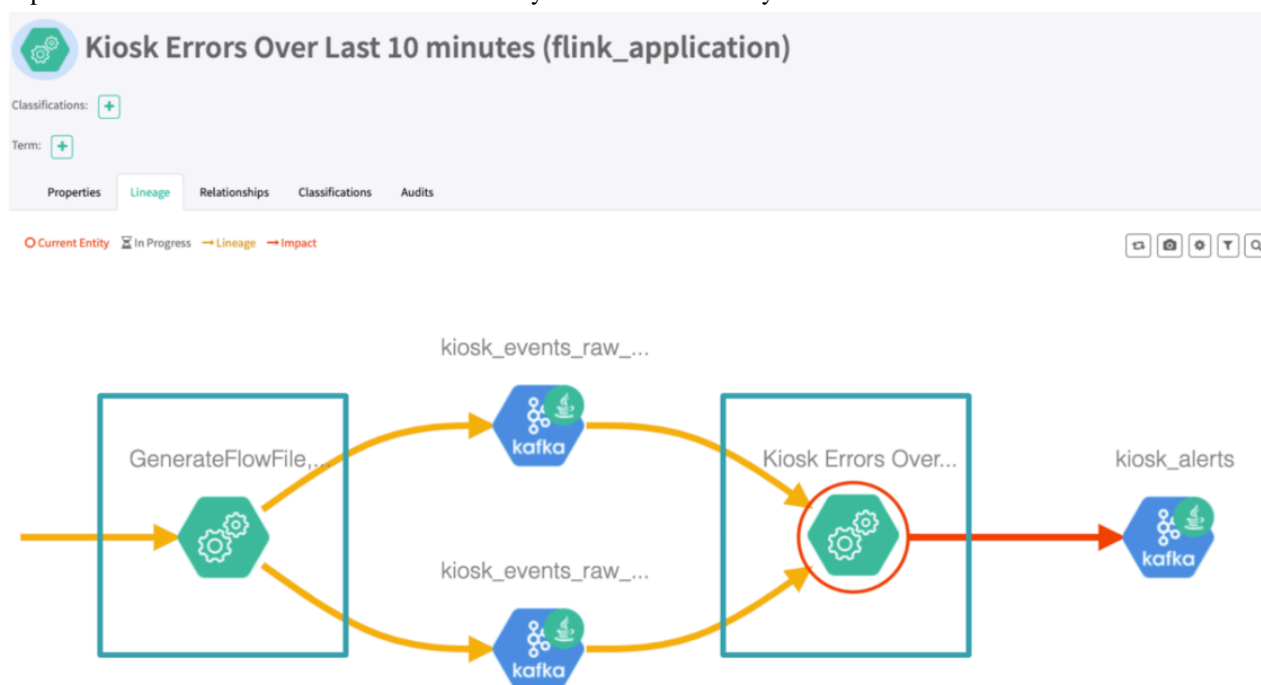 Kiosk Errors Over Last 10 minutes (flink_application)
Classifications: +
Term: +
Properties Lineage Relationships Classifications Audits
Current Entity In Progress Lineage Impact
kiosk_events_raw_...
kafka
GenerateFlowFile,...
Kiosk Errors Over...
kiosk_alerts
kafka
kiosk_events_raw_...
kafka